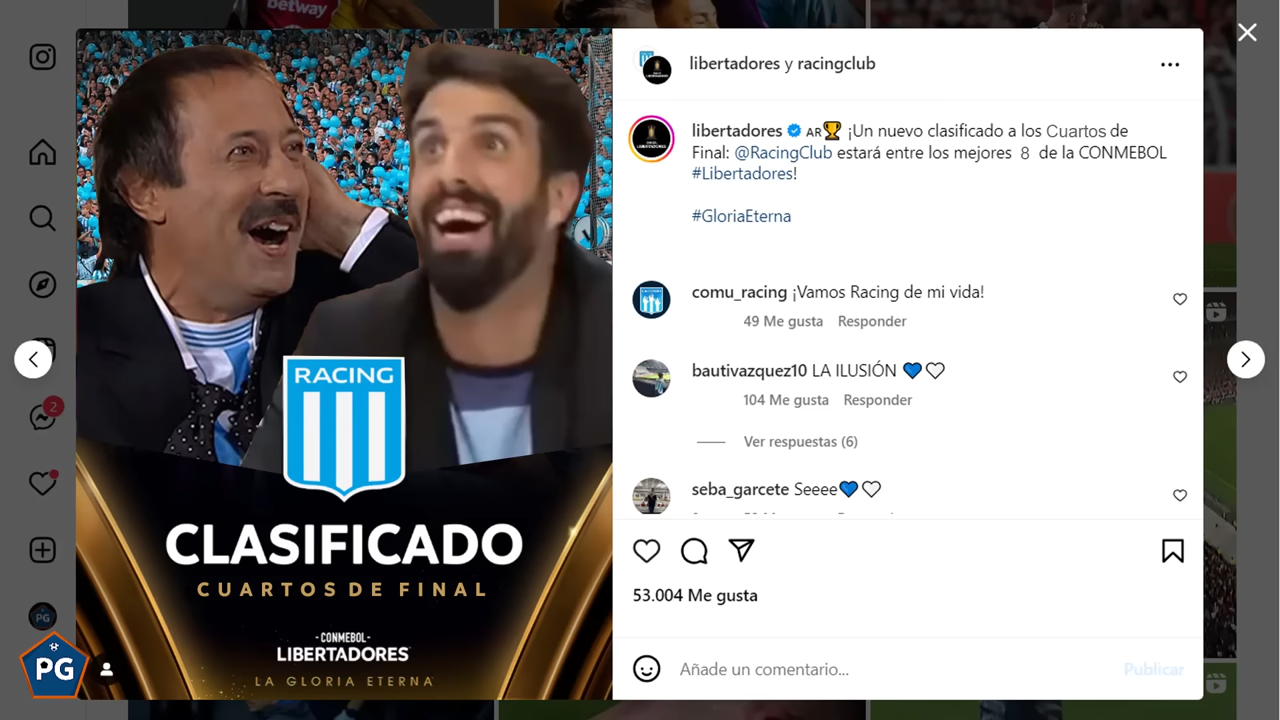 betway
libertadores y racingclub
libertadores AR🏆 ¡Un nuevo clasificado a los Cuartos de
Final: @RacingClub estará entre los mejores 8 de la CONMEBOL
#Libertadores!
#GloriaEterna
comu_racing ¡Vamos Racing de mi vida!
49 Me gusta Responder
bautivazquez10 LA ILUSIÓN 💙🤍
104 Me gusta Responder
Ver respuestas (6)
seba_garcete Seeee💙🤍
53.004 Me gusta
Añade un comentario...
Publicar
2
PG
PG
RACING
CLASIFICADO
CUARTOS DE FINAL
- CONMEBOL -
LIBERTADORES
LA GLORIA ETERNA